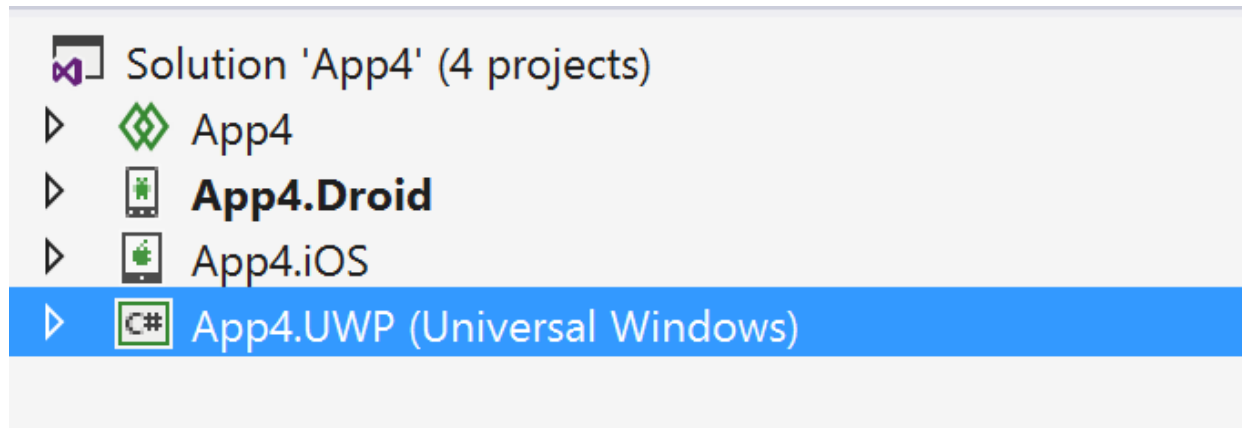 Solution 'App4' (4 projects)
App4
App4.Droid
App4.iOS
C# App4.UWP (Universal Windows)